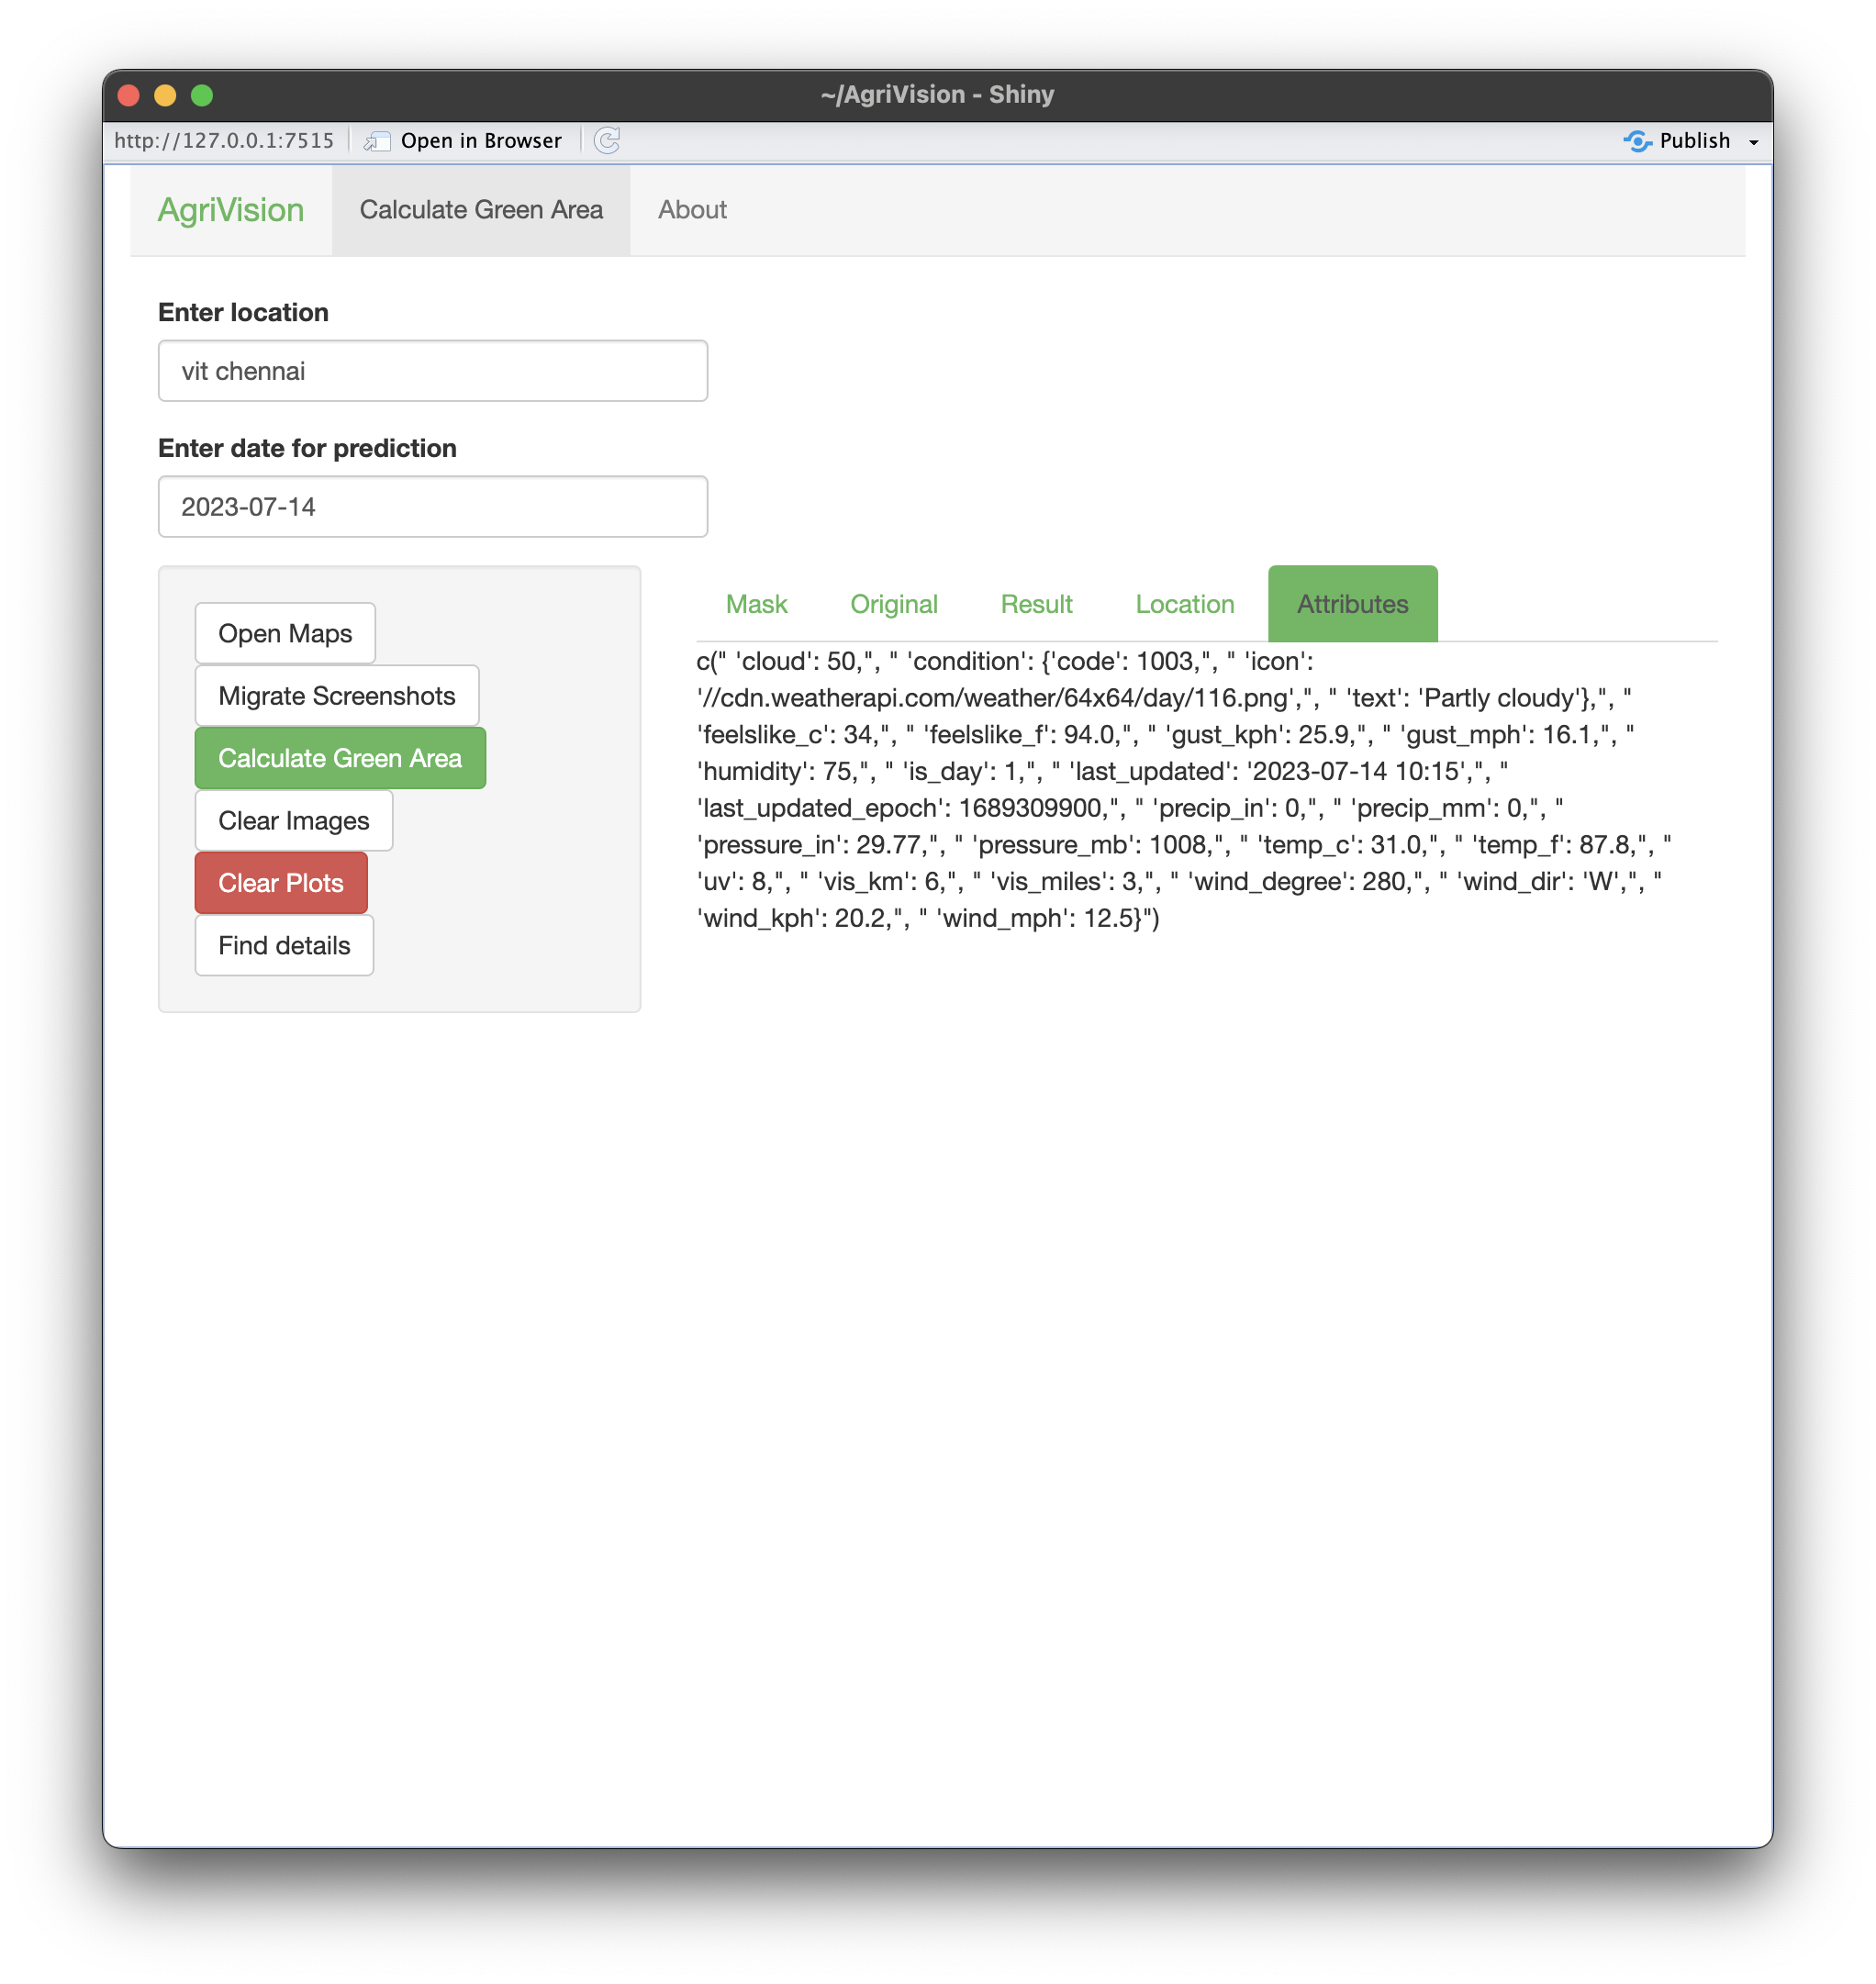 ~/AgriVision - Shiny
http://127.0.0.1:7515 Open in Browser Publish
AgriVision Calculate Green Area About
Enter location
vit chennai
Enter date for prediction
2023-07-14
Open Maps
Migrate Screenshots
Calculate Green Area
Clear Images
Clear Plots
Find details
Mask Original Result Location Attributes
c(" 'cloud': 50,", " 'condition': {'code': 1003,", " 'icon':
'//cdn.weatherapi.com/weather/64x64/day/116.png',", " 'text': 'Partly cloudy'},", "
'feelslike_c': 34,", " 'feelslike_f': 94.0,", " 'gust_kph': 25.9,", " 'gust_mph': 16.1,", "
'humidity': 75,", " 'is_day': 1,", " 'last_updated': '2023-07-14 10:15',", "
'last_updated_epoch': 1689309900,", " 'precip_in': 0,", " 'precip_mm': 0,", "
'pressure_in': 29.77,", " 'pressure_mb': 1008,", " 'temp_c': 31.0,", " 'temp_f': 87.8,", "
'uv': 8,", " 'vis_km': 6,", " 'vis_miles': 3,", " 'wind_degree': 280,", " 'wind_dir': 'W',", "
'wind_kph': 20.2,", " 'wind_mph': 12.5}")